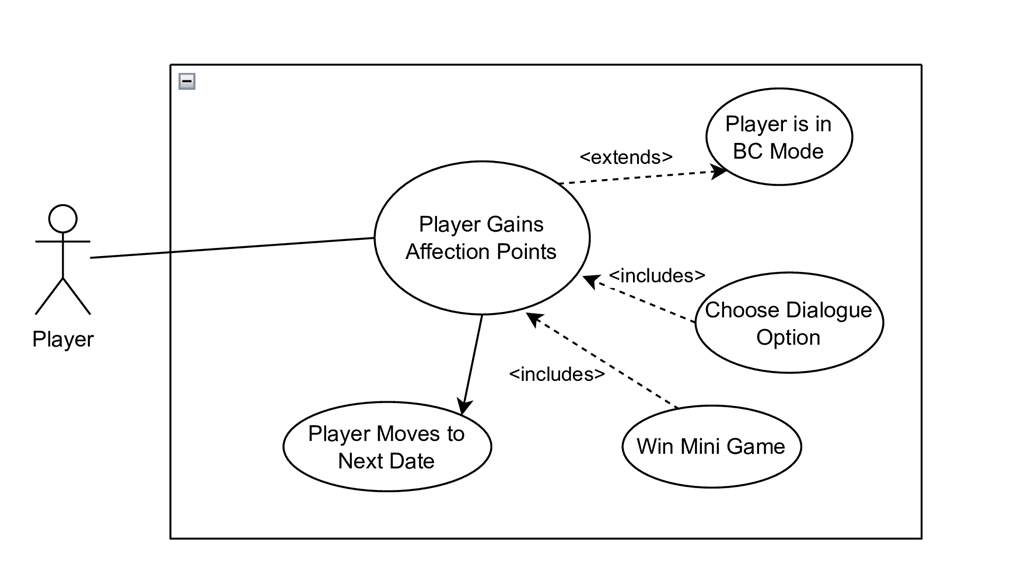 Player is in
BC Mode
<extends>
Player Gains
Affection Points
<includes>
Choose Dialogue
Option
Player
<includes>
Player Moves to
Next Date
Win Mini Game